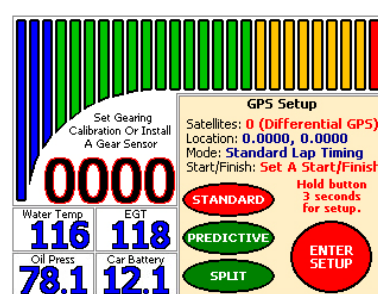 Set Gearing
Calibration Or Install
A Gear Sensor
0000
Water Temp
116
EGT
118
Oil Press
78.1
Car Battery
12.1
GPS Setup
Satellites: 0 (Differential GPS)
Location: 0.0000, 0.0000
Mode: Standard Lap Timing
Start/Finish: Set A Start/Finish
STANDARD
PREDICTIVE
SPLIT
Hold button
3 seconds
for setup.
ENTER
SETUP